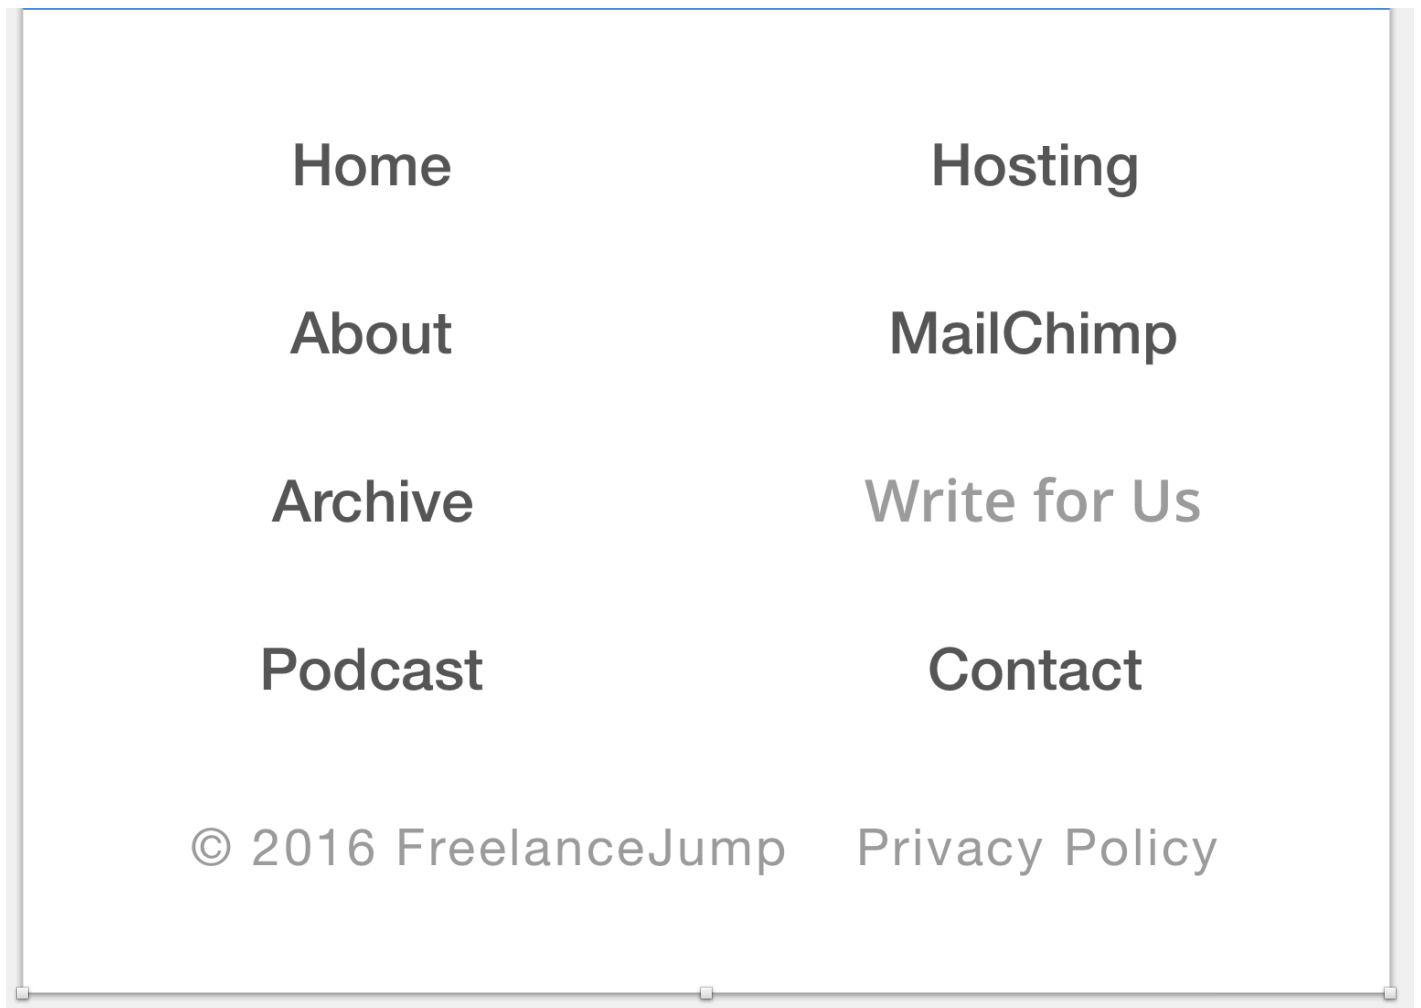 Home Hosting
About MailChimp
Archive Write for Us
Podcast Contact
© 2016 FreelanceJump Privacy Policy